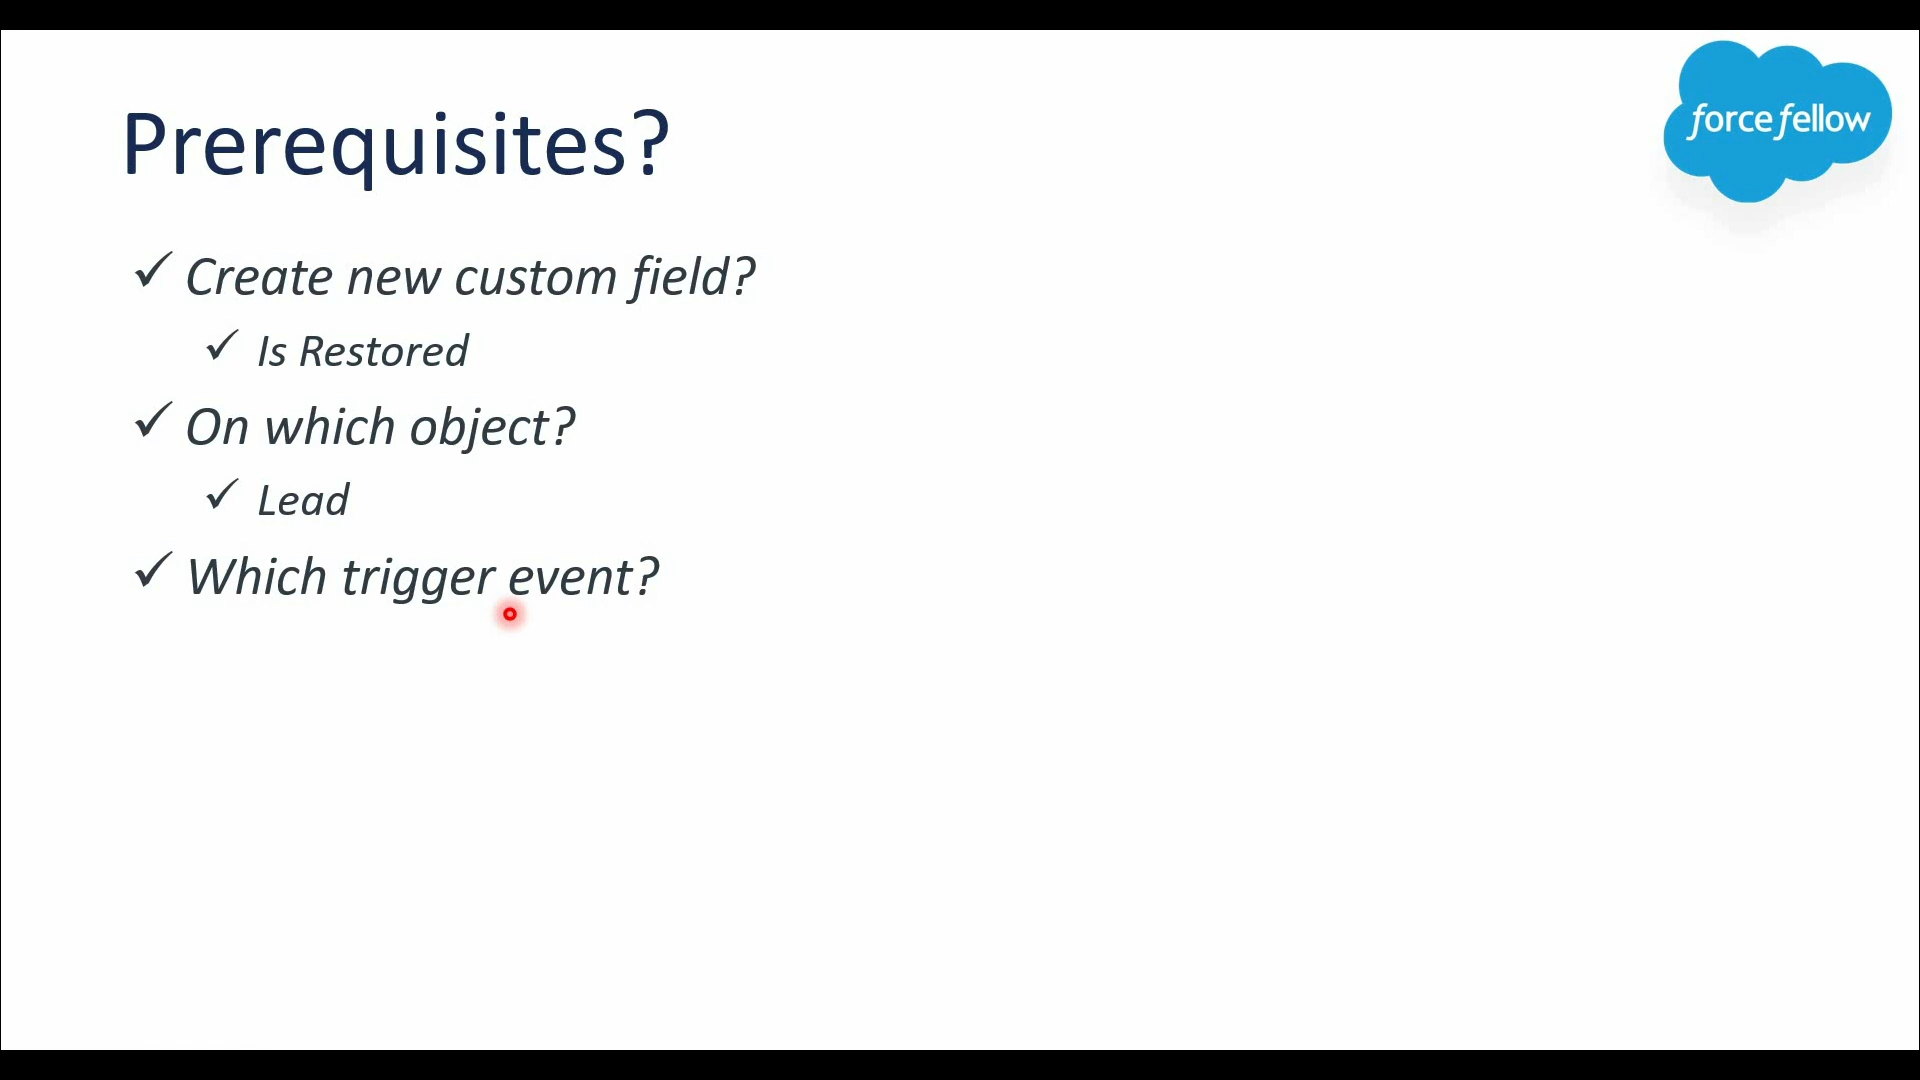 force fellow
Prerequisites?
Create new custom field?
Is Restored
On which object?
Lead
Which trigger event?